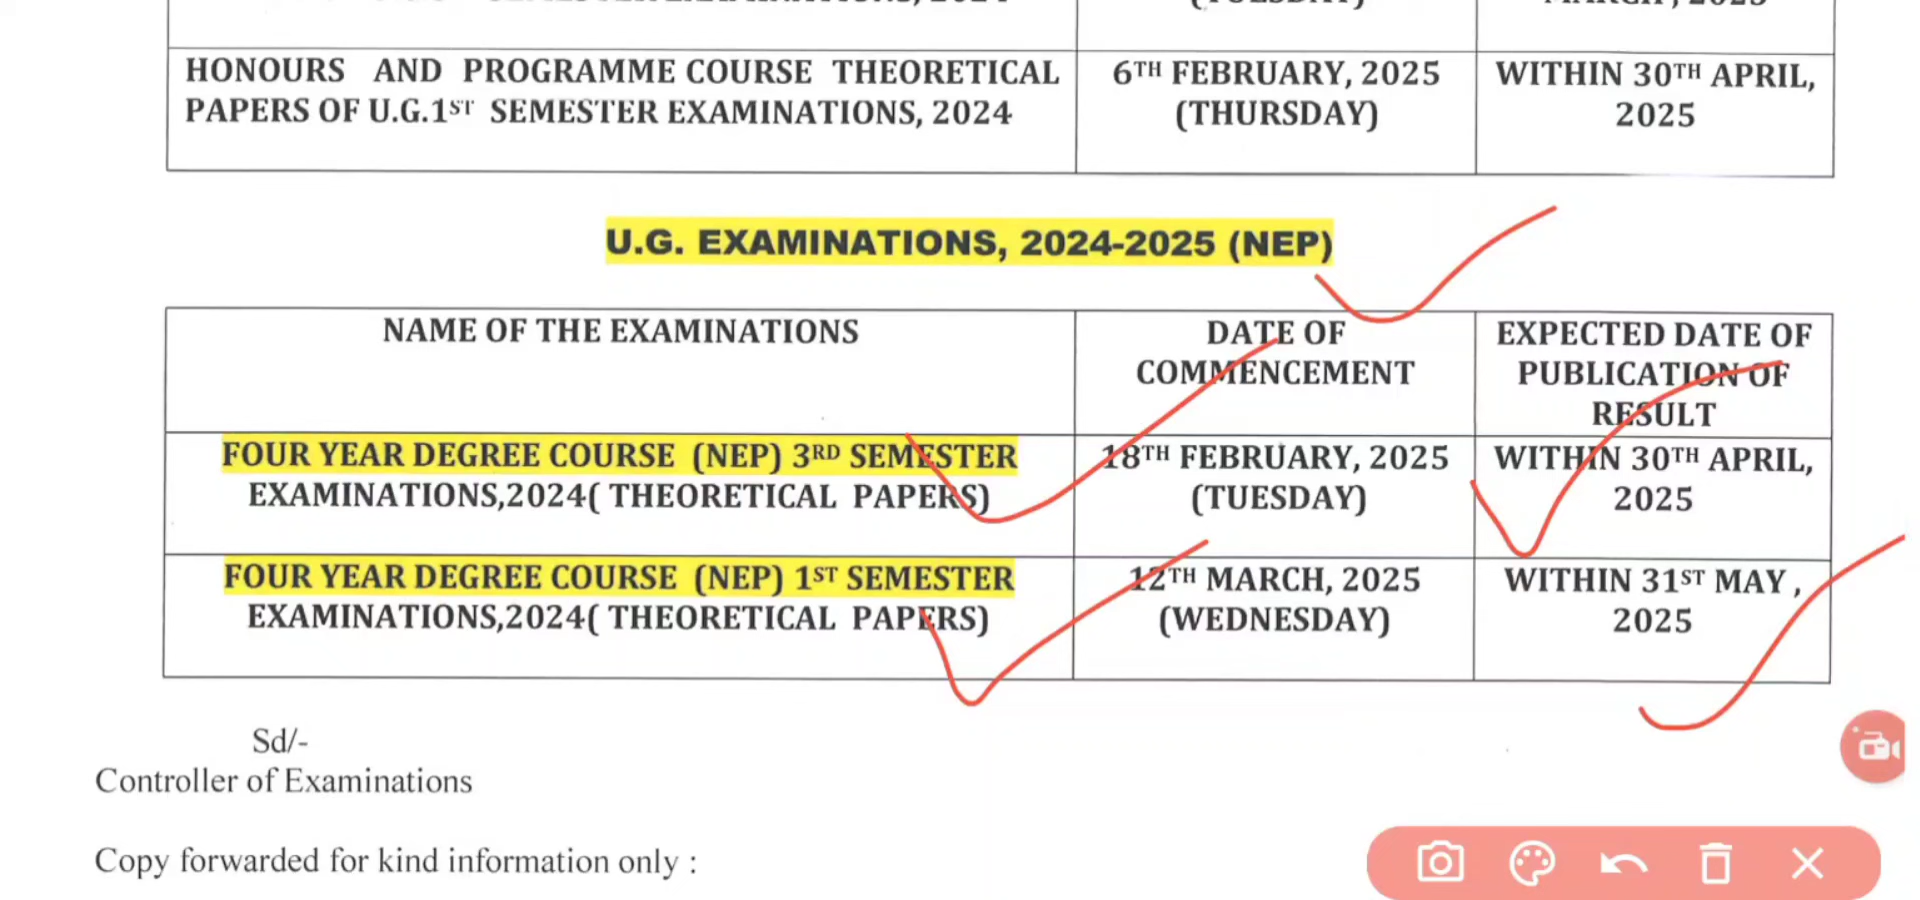 HONOURS AND PROGRAMME COURSE THEORETICAL
PAPERS OF U.G.1ST SEMESTER EXAMINATIONS, 2024
6TH FEBRUARY, 2025
(THURSDAY)
WITHIN 30TH APRIL,
2025
U.G. EXAMINATIONS, 2024-2025 (NEP)
NAME OF THE EXAMINATIONS
DATE OF
COMMENCEMENT
EXPECTED DATE OF
PUBLICATION OF
RESULT
FOUR YEAR DEGREE COURSE (NEP) 3RD SEMESTER
EXAMINATIONS,2024( THEORETICAL PAPERS)
18TH FEBRUARY, 2025
(TUESDAY)
WITHIN 30TH APRIL,
2025
FOUR YEAR DEGREE COURSE (NEP) 1ST SEMESTER
EXAMINATIONS,2024( THEORETICAL PAPERS)
12TH MARCH, 2025
(WEDNESDAY)
WITHIN 31ST MAY ,
2025
Sd/-
Controller of Examinations
Copy forwarded for kind information only :